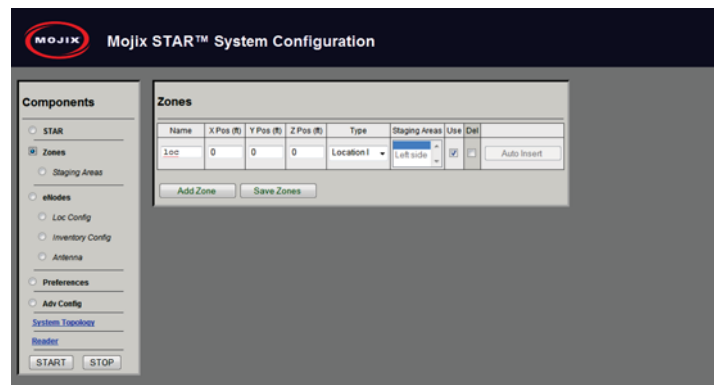 MOJIX
Mojix STAR™ System Configuration
Components
STAR
Zones
Staging Areas
eNodes
Loc Config
Inventory Config
Antenna
Preferences
Adv Config
System Topology
Reader
START STOP
Zones
Name X Pos (ft) Y Pos (ft) Z Pos (ft) Type Staging Areas Use Del
loc 0 0 0 Location I Left side Auto Insert
Add Zone Save Zones